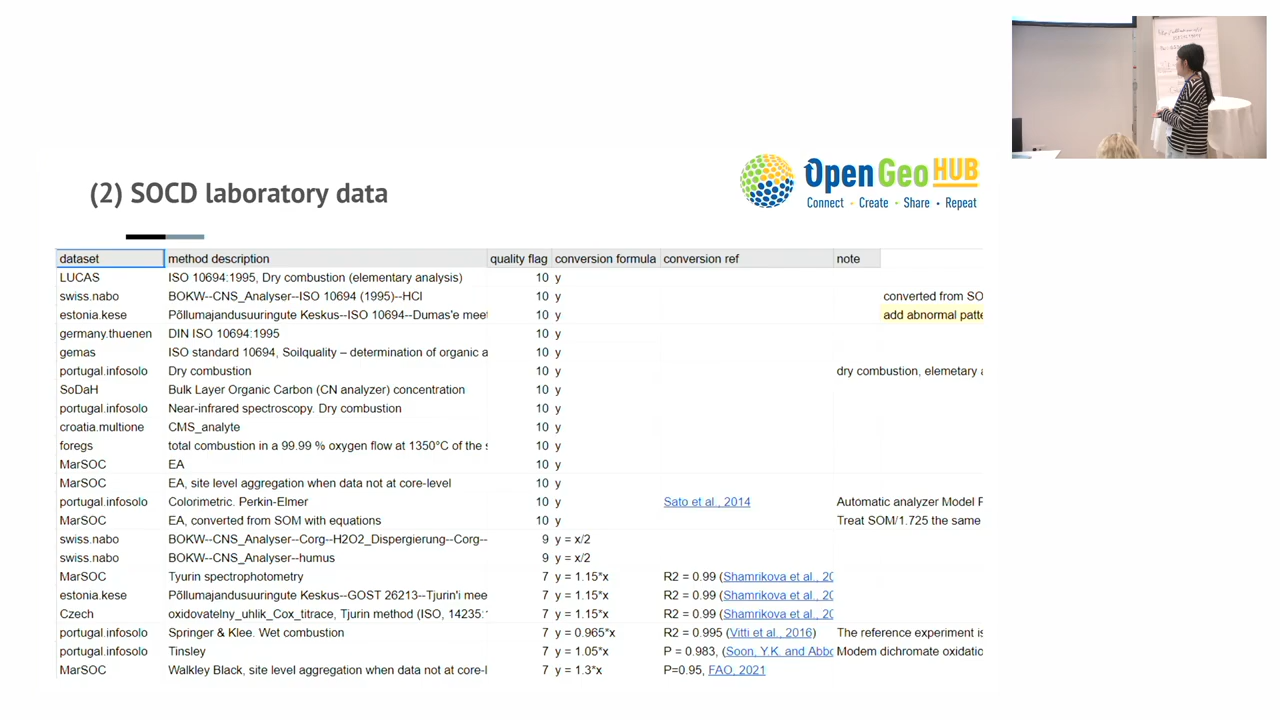 (2) SOCD laboratory data
OpenGeoHUB
Connect • Create • Share • Repeat
dataset method description quality flag conversion formula conversion ref note
LUCAS ISO 10694:1995, Dry combustion (elementary analysis) 10 y
swiss.nabo BOKW--CNS_Analyser--ISO 10694 (1995)--HCl 10 y converted from SO
estonia.kese Põllumajandusuuringute Keskus--ISO 10694--Dumas'e meet 10 y add abnormal patte
germany.thuenen DIN ISO 10694:1995 10 y
gemas ISO standard 10694, Soilquality – determination of organic a 10 y
portugal.infosolo Dry combustion 10 y dry combustion, elemetary a
SoDaH Bulk Layer Organic Carbon (CN analyzer) concentration 10 y
portugal.infosolo Near-infrared spectroscopy. Dry combustion 10 y
croatia.multione CMS_analyte 10 y
foregs total combustion in a 99.99 % oxygen flow at 1350°C of the s 10 y
MarSOC EA 10 y
MarSOC EA, site level aggregation when data not at core-level 10 y
portugal.infosolo Colorimetric. Perkin-Elmer 10 y Sato et al., 2014 Automatic analyzer Model P
MarSOC EA, converted from SOM with equations 10 y Treat SOM/1.725 the same
swiss.nabo BOKW--CNS_Analyser--Corg--H2O2_Dispergierung--Corg-- 9 y = x/2
swiss.nabo BOKW--CNS_Analyser--humus 9 y = x/2
MarSOC Tyurin spectrophotometry 7 y = 1.15*x R2 = 0.99 (Shamrikova et al., 20
estonia.kese Põllumajandusuuringute Keskus--GOST 26213--Tjurin'i mee 7 y = 1.15*x R2 = 0.99 (Shamrikova et al., 20
Czech oxidovatelny_uhlik_Cox_titrace, Tjurin method (ISO, 14235: 7 y = 1.15*x R2 = 0.99 (Shamrikova et al., 20
portugal.infosolo Springer & Klee. Wet combustion 7 y = 0.965*x R2 = 0.995 (Vitti et al., 2016) The reference experiment is
portugal.infosolo Tinsley 7 y = 1.05*x P = 0.983, (Soon, Y.K. and Abbo Modem dichromate oxidatio
MarSOC Walkley Black, site level aggregation when data not at core-l 7 y = 1.3*x P=0.95, FAO, 2021